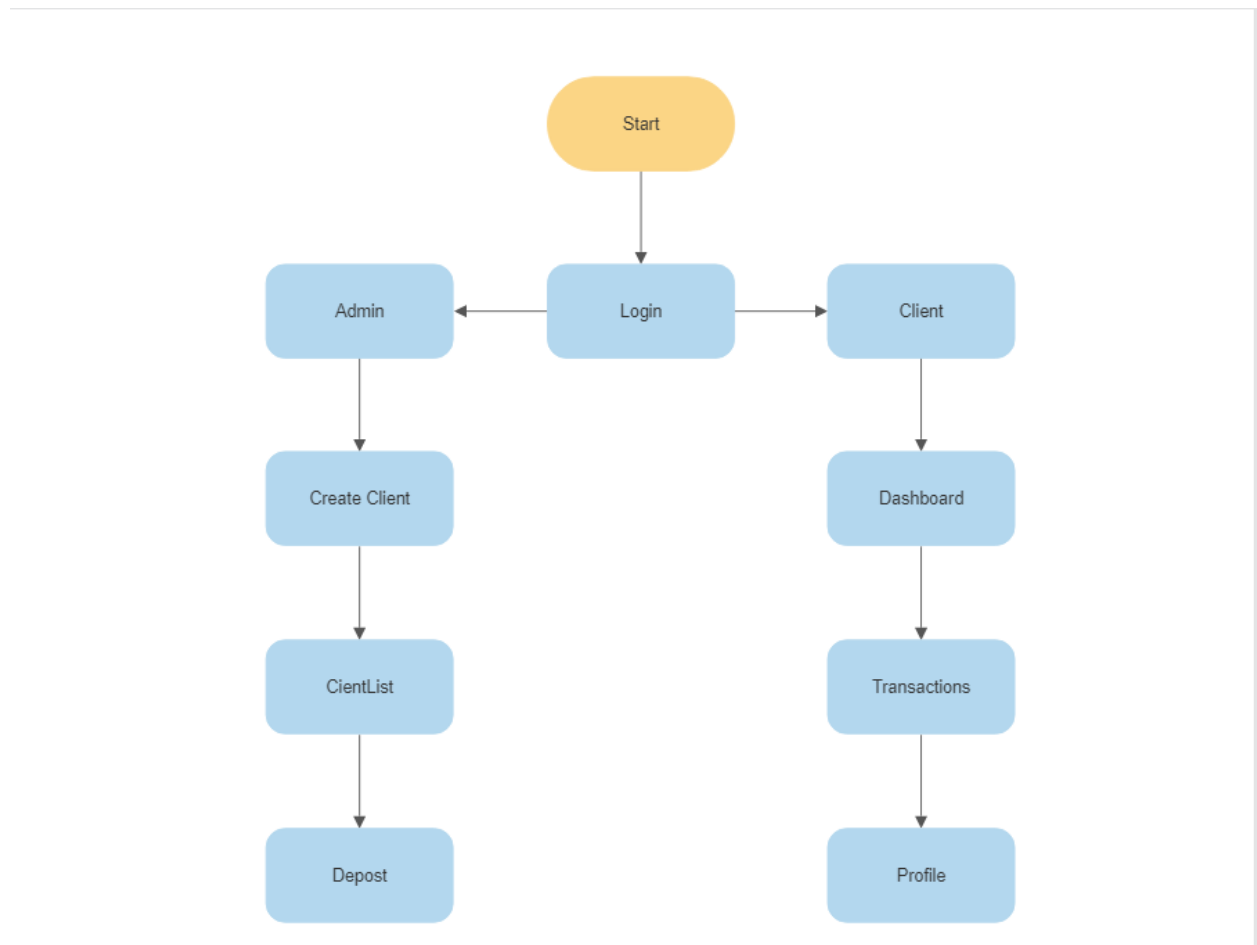 Start
Admin
Login
Client
Create Client
Dashboard
CientList
Transactions
Depost
Profile